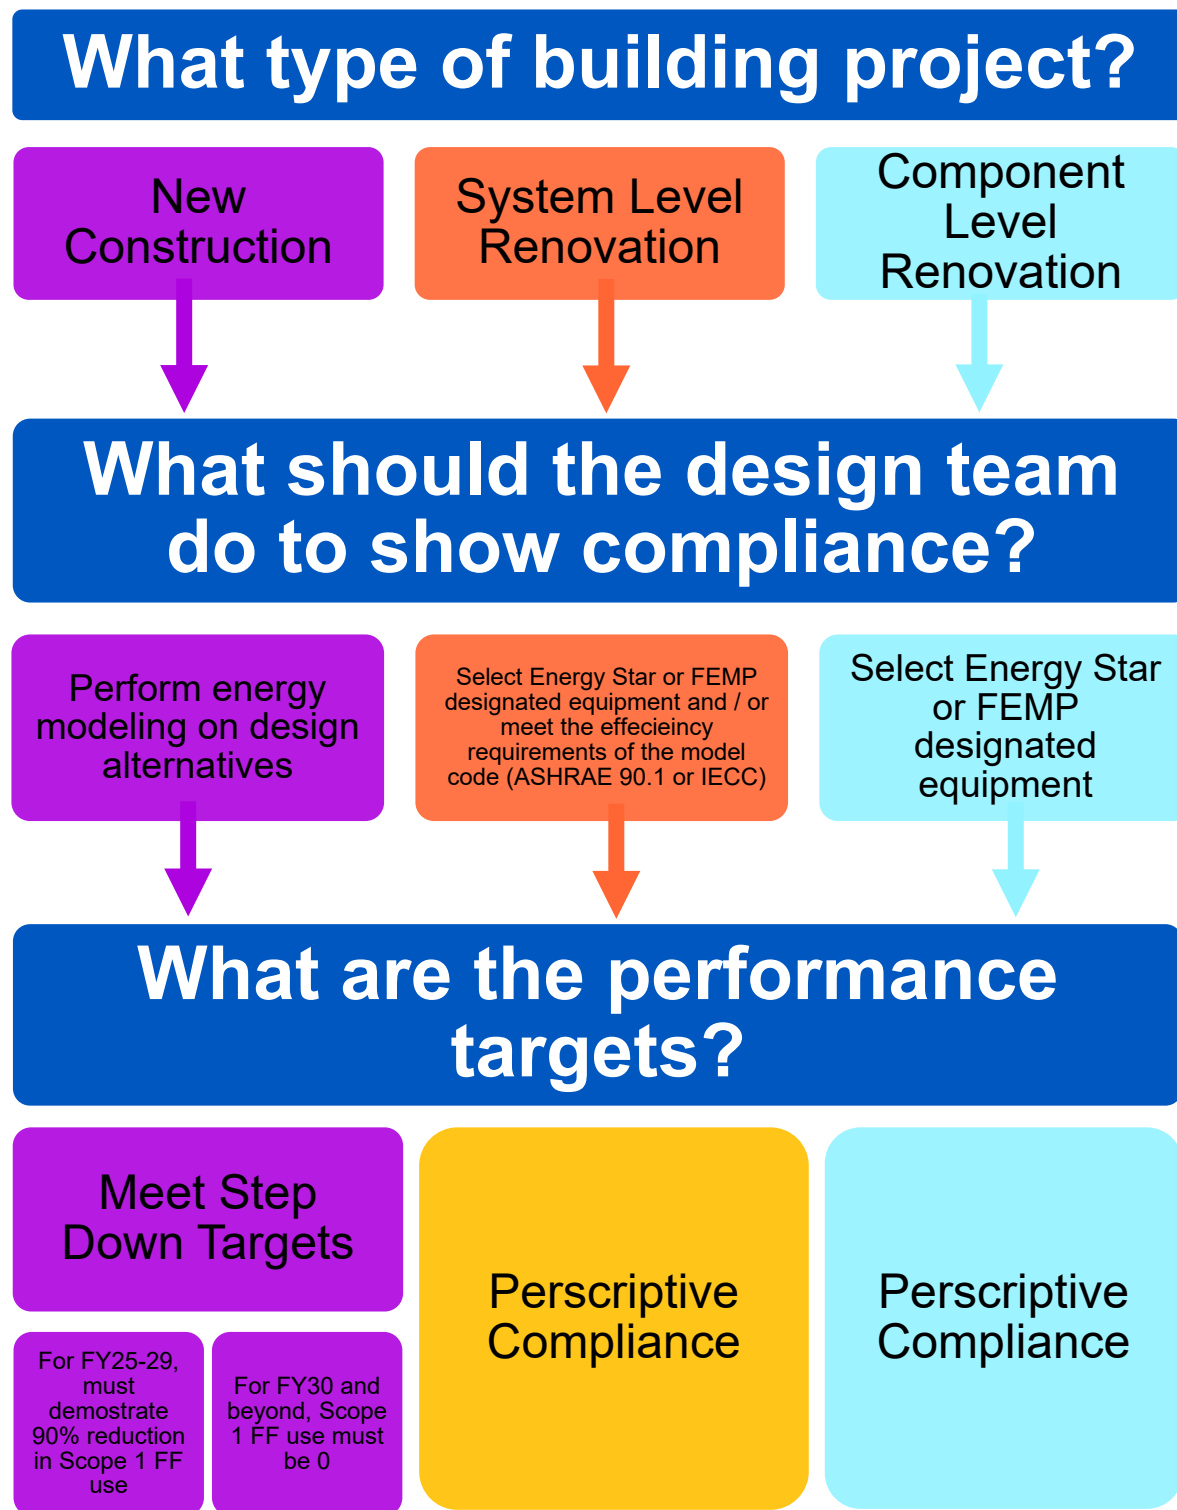 What type of building project?
New
Construction
System Level
Renovation
Component
Level
Renovation
What should the design team
do to show compliance?
Perform energy
modeling on design
alternatives
Select Energy Star or FEMP
designated equipment and / or
meet the effecieincy
requirements of the model
code (ASHRAE 90.1 or IECC)
Select Energy Star
or FEMP
designated
equipment
What are the performance
targets?
Meet Step
Down Targets
For FY25-29,
must
demostrate
90% reduction
in Scope 1 FF
use
For FY30 and
beyond, Scope
1 FF use must
be 0
Perscriptive
Compliance
Perscriptive
Compliance